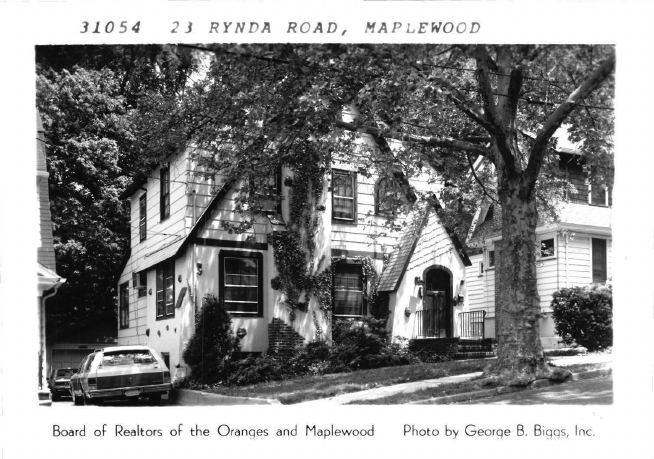 31054 23 RYNDA ROAD, MAPLEWOOD
Board of Realtors of the Oranges and Maplewood Photo by George B. Biggs, Inc.